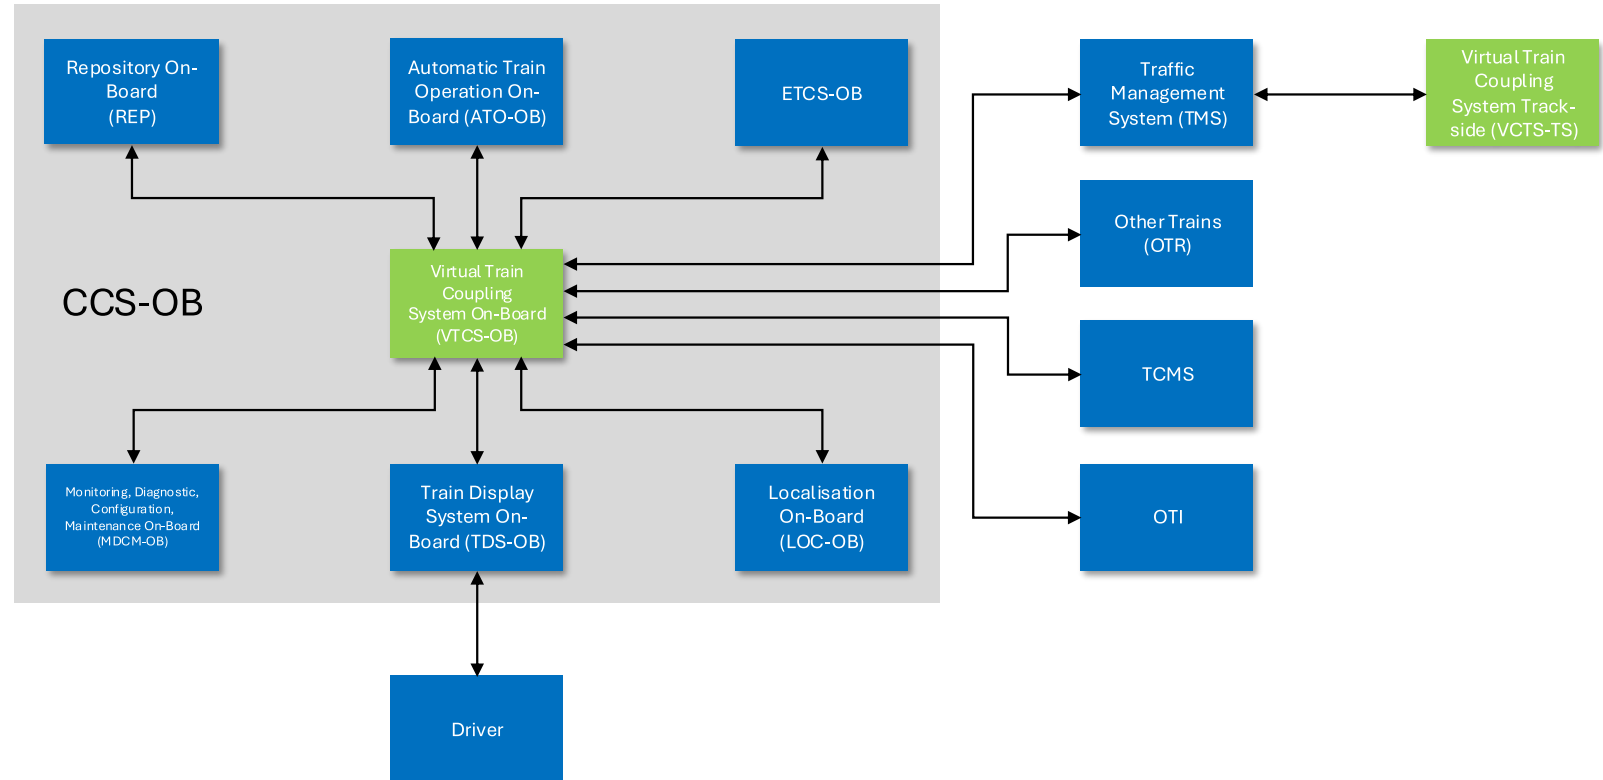 Repository On-
Board
(REP)
Automatic Train
Operation On-
Board (ATO-OB)
ETCS-OB
Traffic
Management
System (TMS)
Virtual Train
Coupling
System Track-
side (VCTS-TS)
Other Trains
(OTR)
CCS-OB
Virtual Train
Coupling
System On-Board
(VTCS-OB)
TCMS
Monitoring, Diagnostic,
Configuration,
Maintenance On-Board
(MDCM-OB)
Train Display
System On-
Board (TDS-OB)
Localisation
On-Board
(LOC-OB)
OTI
Driver